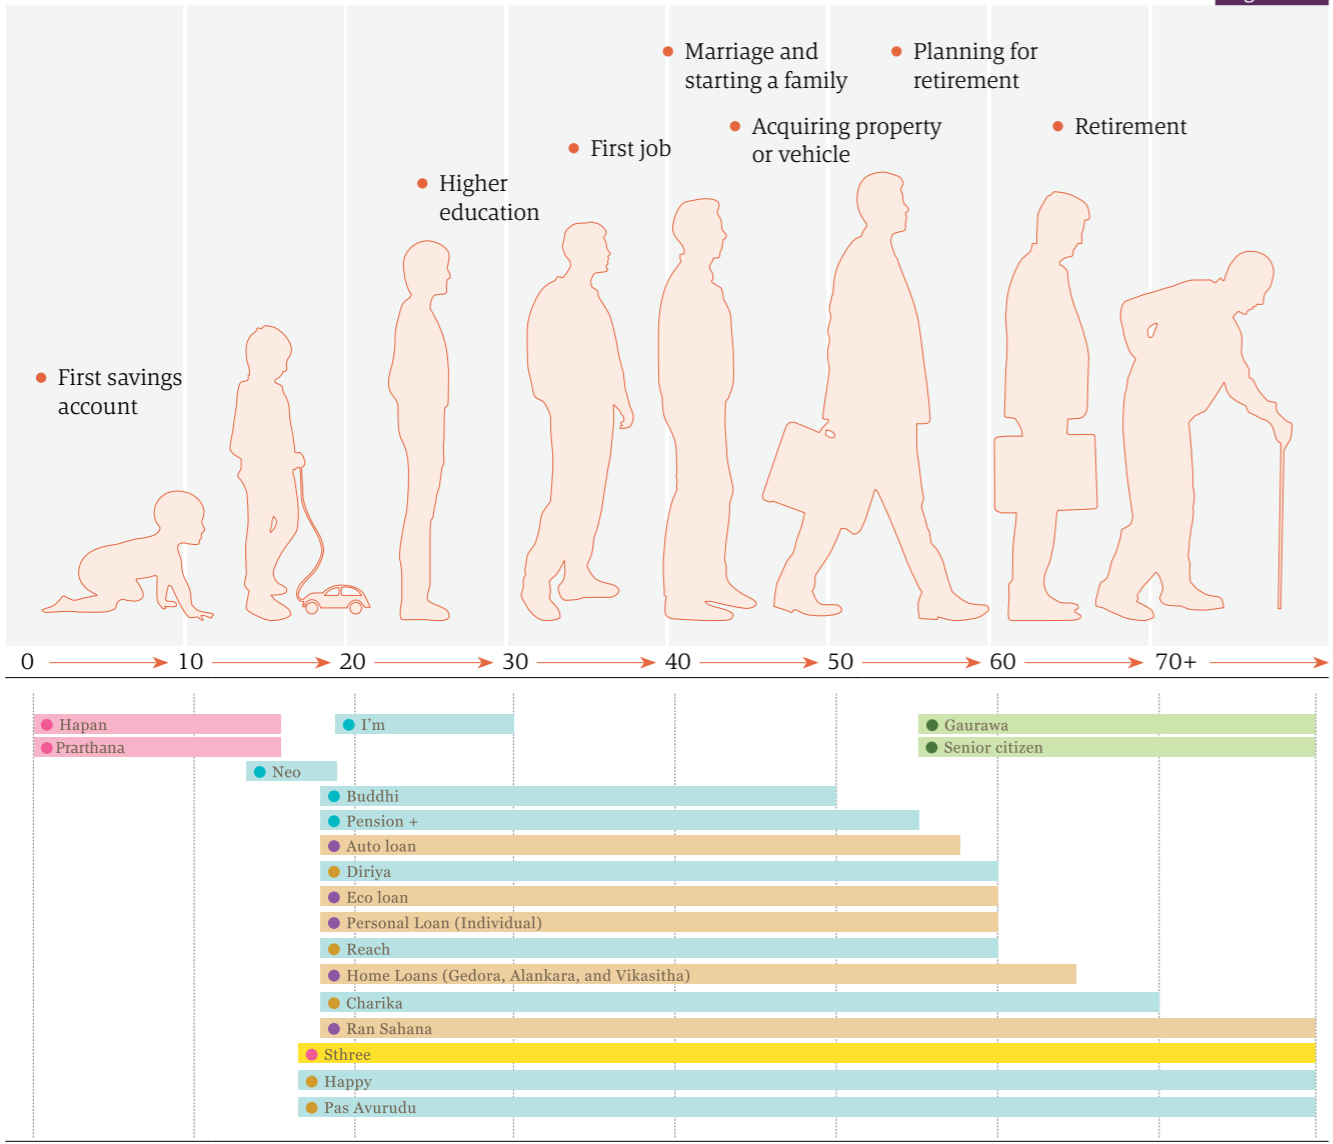 Marriage and
starting a family
Planning for
retirement
Acquiring property
or vehicle
Retirement
First job
Higher
education
First savings
account
0 10 20 30 40 50 60 70+
Hapan
I'm
Gaurawa
Prarthana
Senior citizen
Neo
Buddhi
Pension +
Auto loan
Diriya
Eco loan
Personal Loan (Individual)
Reach
Home Loans (Gedora, Alankara, and Vikasitha)
Charika
Ran Sahana
Sthree
Happy
Pas Avurudu